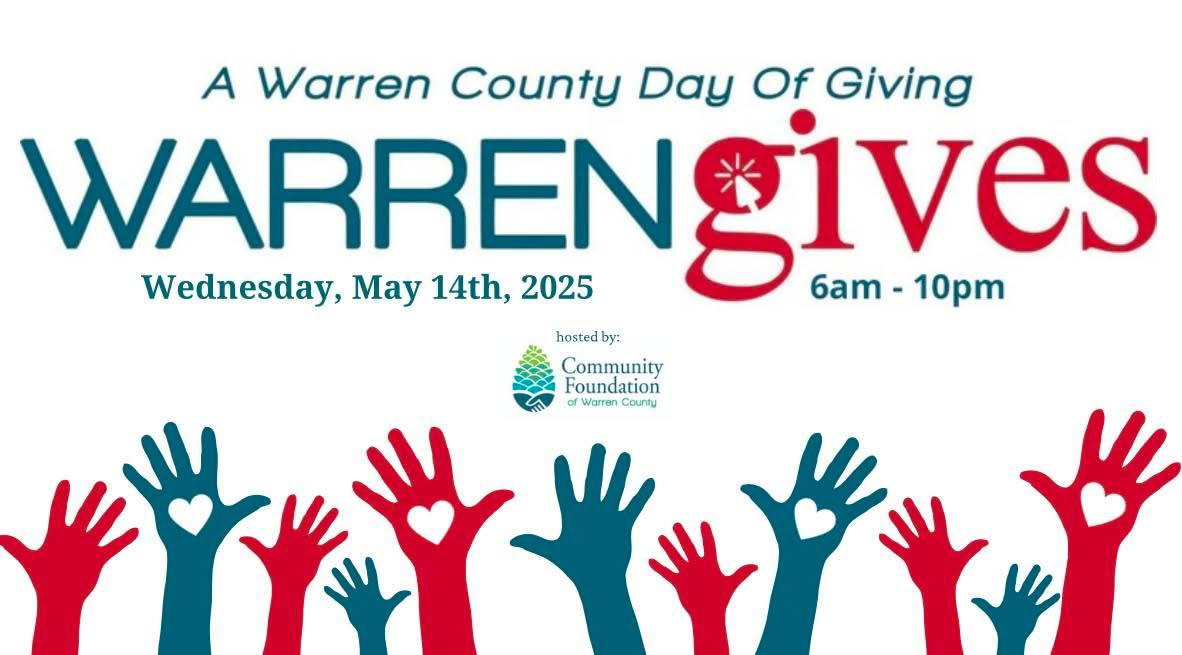 A Warren County Day Of Giving
WARRENgives
Wednesday, May 14th, 2025
6am - 10pm
hosted by:
Community
Foundation
of Warren County